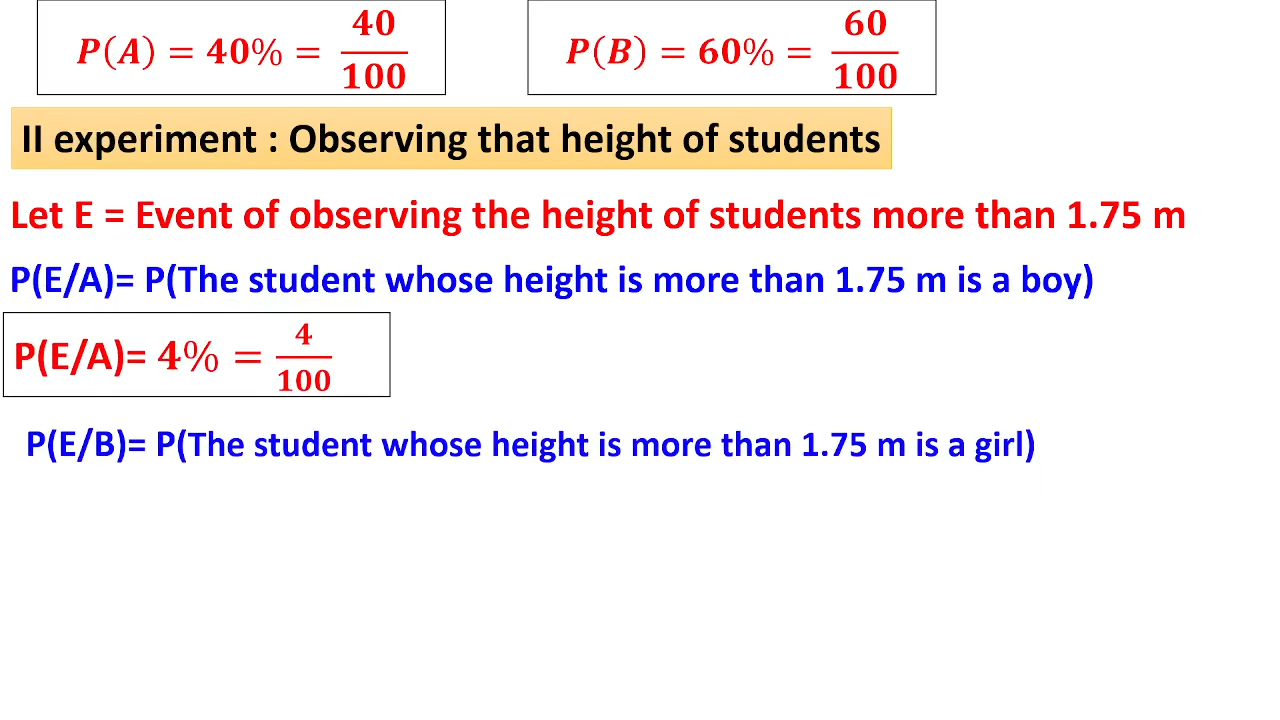 P(A) = 40% = 40/100
P(B) = 60% = 60/100
II experiment : Observing that height of students
Let E = Event of observing the height of students more than 1.75 m
P(E/A)= P(The student whose height is more than 1.75 m is a boy)
P(E/A)= 4% = 4/100
P(E/B)= P(The student whose height is more than 1.75 m is a girl)